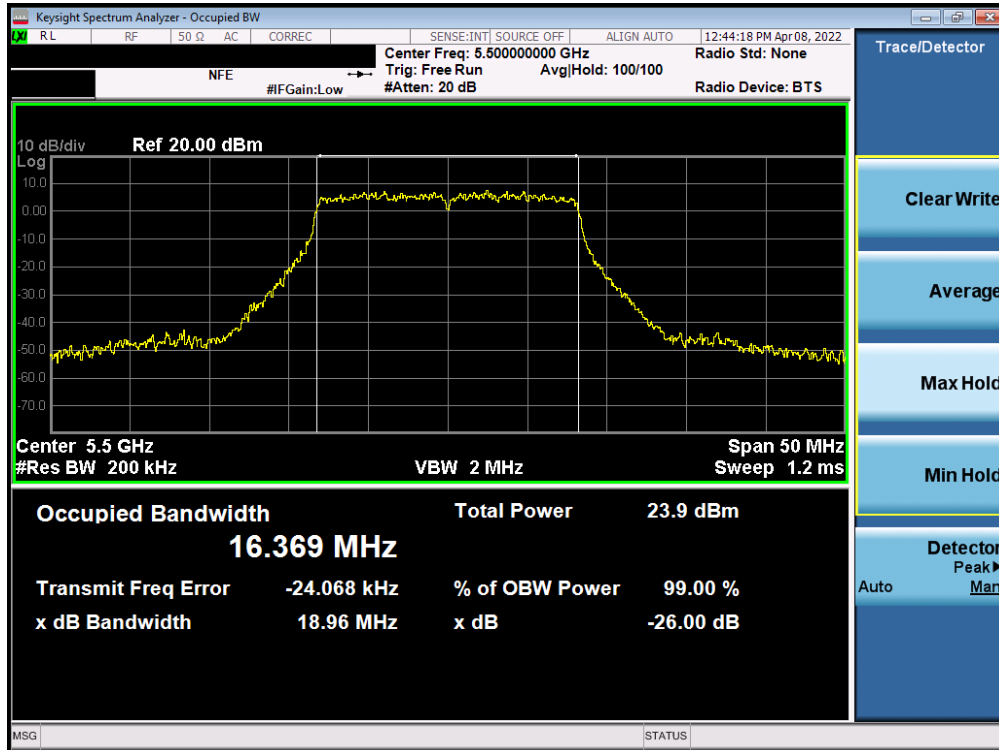 Keysight Spectrum Analyzer - Occupied BW
LXI RL RF 50 Ω AC CORREC SENSE:INT SOURCE OFF ALIGN AUTO 12:44:18 PM Apr 08, 2022
Center Freq: 5.500000000 GHz Radio Std: None
NFE Trig: Free Run Avg|Hold: 100/100
#IFGain:Low #Atten: 20 dB Radio Device: BTS
10 dB/div Ref 20.00 dBm
Log
10.0
0.00
-10.0
-20.0
-30.0
-40.0
-50.0
-60.0
-70.0
Center 5.5 GHz Span 50 MHz
#Res BW 200 kHz VBW 2 MHz Sweep 1.2 ms
Occupied Bandwidth Total Power 23.9 dBm
16.369 MHz
Transmit Freq Error -24.068 kHz % of OBW Power 99.00 %
x dB Bandwidth 18.96 MHz x dB -26.00 dB
MSG STATUS
Trace/Detector
Clear Write
Average
Max Hold
Min Hold
Detector
Peak
Auto Man